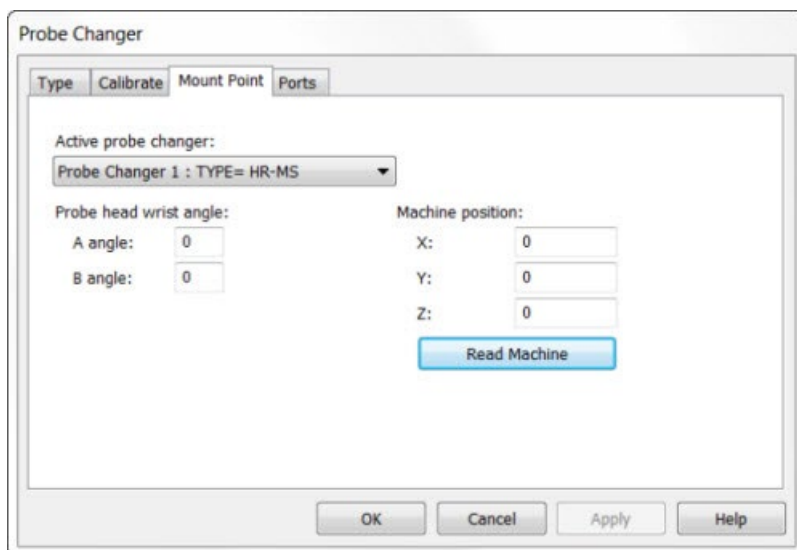 Probe Changer
Type Calibrate Mount Point Ports
Active probe changer:
Probe Changer 1 : TYPE= HR-MS
Probe head wrist angle: Machine position:
A angle: 0 X: 0
B angle: 0 Y: 0
Z: 0
Read Machine
OK Cancel Apply Help